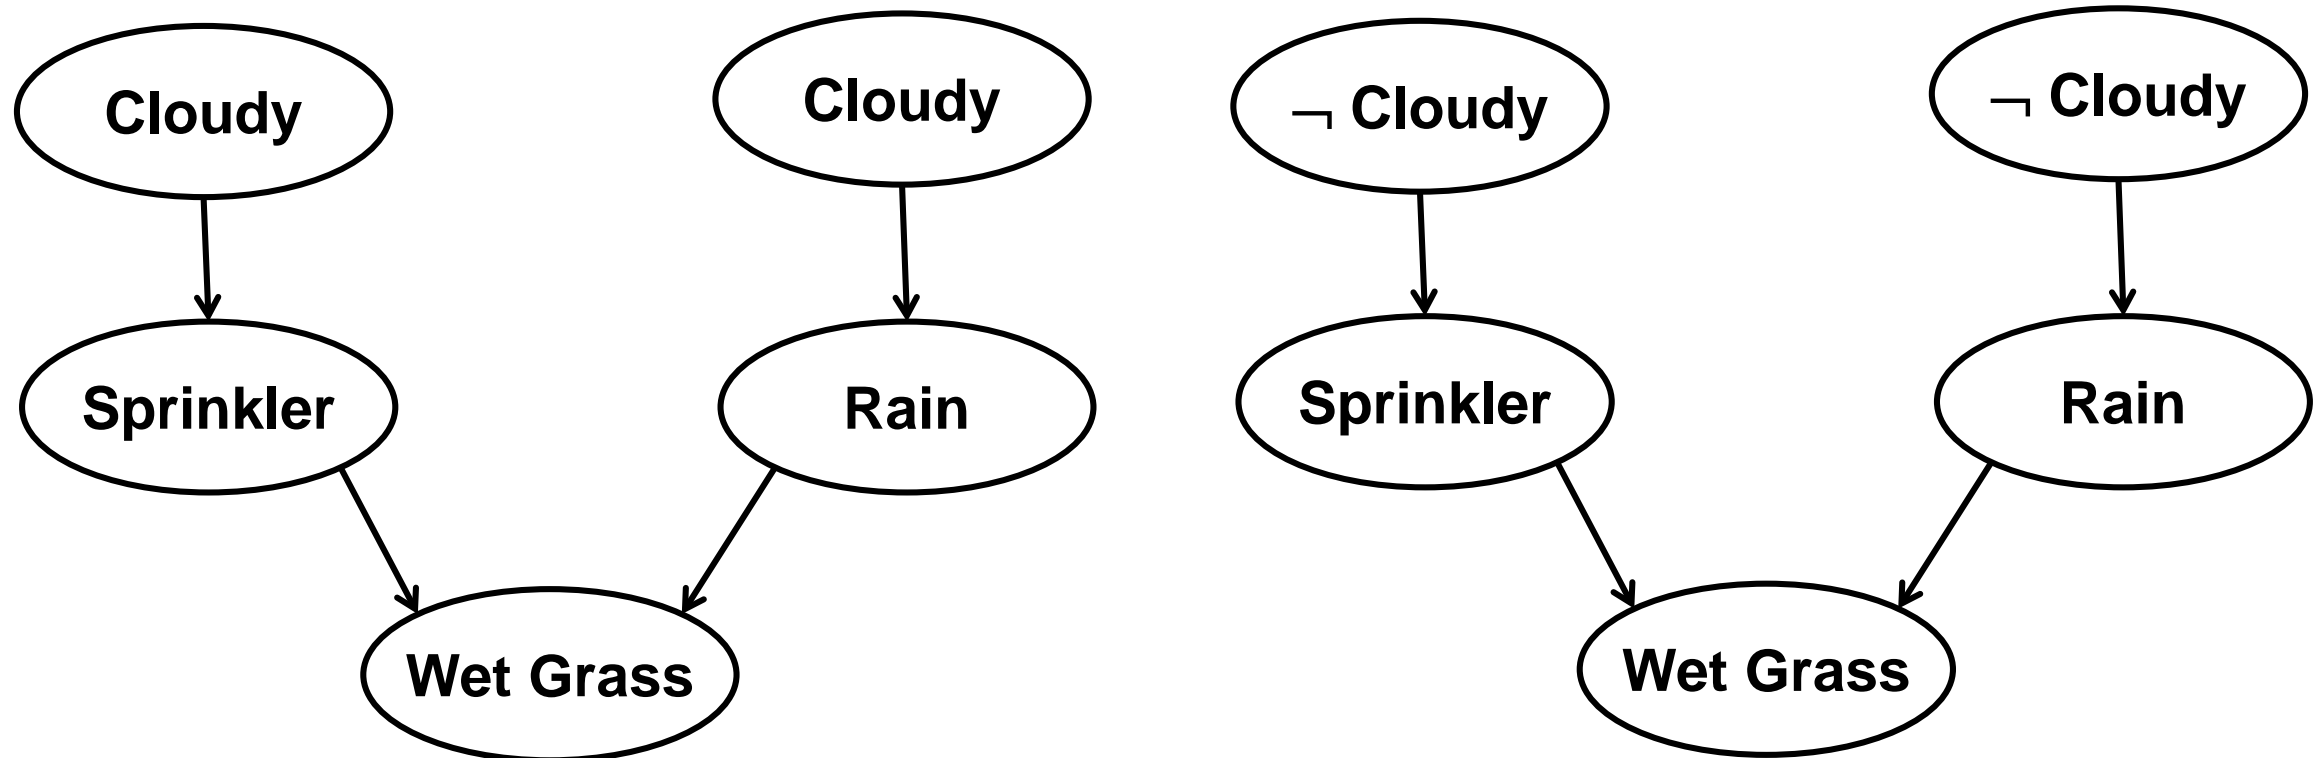 Cloudy
Cloudy
¬ Cloudy
¬ Cloudy
Sprinkler
Rain
Sprinkler
Rain
Wet Grass
Wet Grass